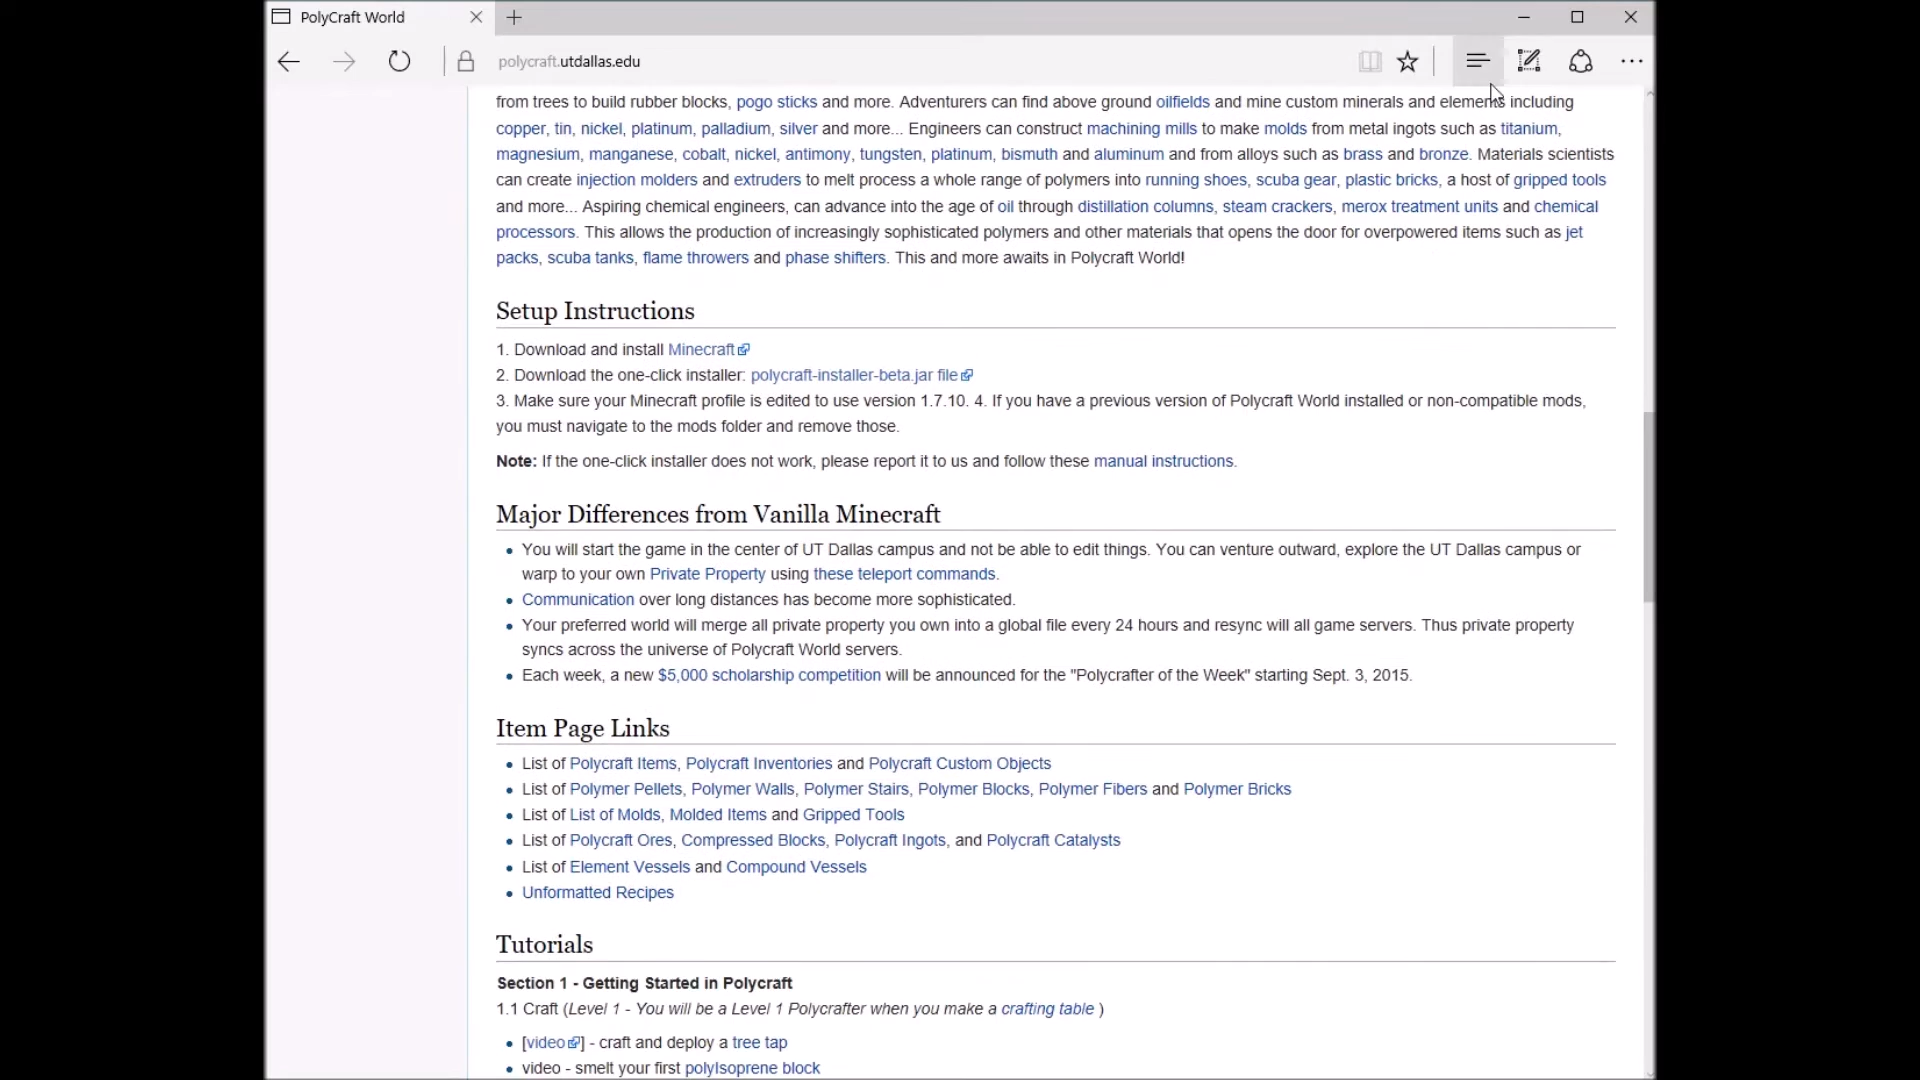 PolyCraft World
polycraft.utdallas.edu
from trees to build rubber blocks, pogo sticks and more. Adventurers can find above ground oilfields and mine custom minerals and elements including
copper, tin, nickel, platinum, palladium, silver and more... Engineers can construct machining mills to make molds from metal ingots such as titanium,
magnesium, manganese, cobalt, nickel, antimony, tungsten, platinum, bismuth and aluminum and from alloys such as brass and bronze. Materials scientists
can create injection molders and extruders to melt process a whole range of polymers into running shoes, scuba gear, plastic bricks, a host of gripped tools
and more... Aspiring chemical engineers, can advance into the age of oil through distillation columns, steam crackers, merox treatment units and chemical
processors. This allows the production of increasingly sophisticated polymers and other materials that opens the door for overpowered items such as jet
packs, scuba tanks, flame throwers and phase shifters. This and more awaits in Polycraft World!
Setup Instructions
1. Download and install Minecraft
2. Download the one-click installer: polycraft-installer-beta.jar file
3. Make sure your Minecraft profile is edited to use version 1.7.10. 4. If you have a previous version of Polycraft World installed or non-compatible mods,
you must navigate to the mods folder and remove those.
Note: If the one-click installer does not work, please report it to us and follow these manual instructions.
Major Differences from Vanilla Minecraft
• You will start the game in the center of UT Dallas campus and not be able to edit things. You can venture outward, explore the UT Dallas campus or
warp to your own Private Property using these teleport commands.
• Communication over long distances has become more sophisticated.
• Your preferred world will merge all private property you own into a global file every 24 hours and resync will all game servers. Thus private property
syncs across the universe of Polycraft World servers.
• Each week, a new $5,000 scholarship competition will be announced for the "Polycrafter of the Week" starting Sept. 3, 2015.
Item Page Links
• List of Polycraft Items, Polycraft Inventories and Polycraft Custom Objects
• List of Polymer Pellets, Polymer Walls, Polymer Stairs, Polymer Blocks, Polymer Fibers and Polymer Bricks
• List of List of Molds, Molded Items and Gripped Tools
• List of Polycraft Ores, Compressed Blocks, Polycraft Ingots, and Polycraft Catalysts
• List of Element Vessels and Compound Vessels
• Unformatted Recipes
Tutorials
Section 1 - Getting Started in Polycraft
1.1 Craft (Level 1 - You will be a Level 1 Polycrafter when you make a crafting table )
• [video] - craft and deploy a tree tap
• video - smelt your first polyIsoprene block